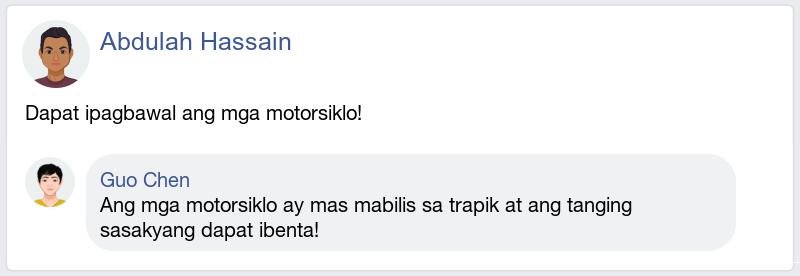 Abdulah Hassain
Dapat ipagbawal ang mga motorsiklo!
Guo Chen
Ang mga motorsiklo ay mas mabilis sa trapik at ang tanging
sasakyang dapat ibenta!